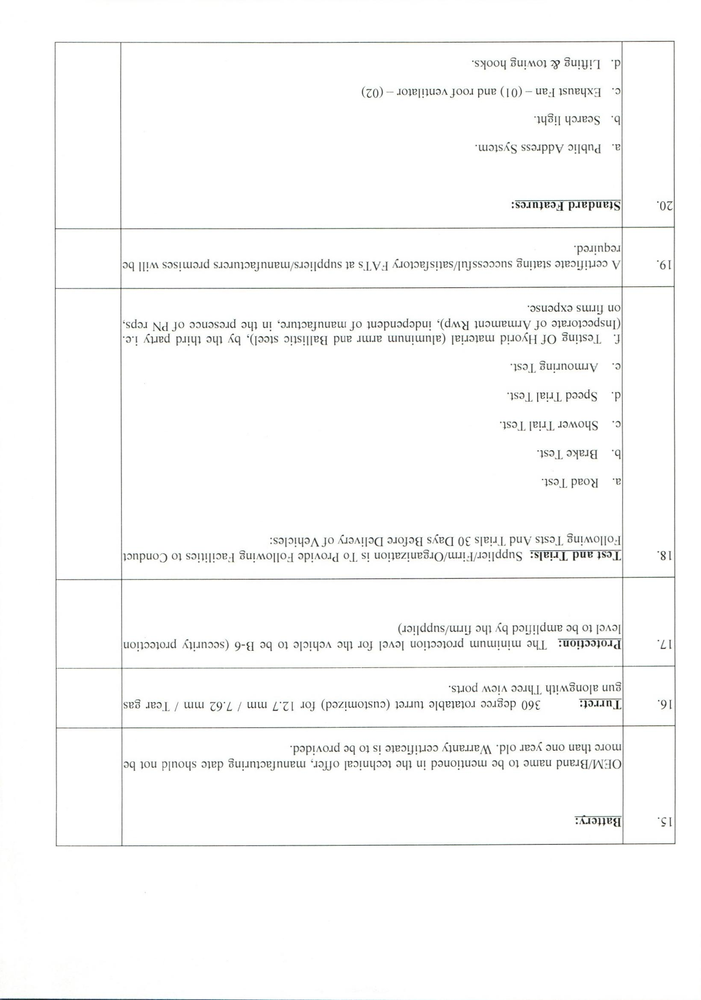 15. Battery:
OEM/Brand name to be mentioned in the technical offer, manufacturing date should not be
more than one year old. Warranty certificate is to be provided.
16. Turret: 360 degree rotatable turret (customized) for 12.7 mm / 7.62 mm / Tear gas
gun alongwith Three view ports.
17. Protection: The minimum protection level for the vehicle to be B-6 (security protection
level to be amplified by the firm/supplier)
18. Test and Trials: Supplier/Firm/Organization is To Provide Following Facilities to Conduct
Following Tests And Trials 30 Days Before Delivery of Vehicles:
a. Road Test.
b. Brake Test.
c. Shower Trial Test.
d. Speed Trial Test.
e. Armouring Test.
f. Testing Of Hyorid material (aluminum armr and Ballistic steel), by the third party i.e.
(Inspectorate of Armament Rwp), independent of manufacture, in the presence of PN reps,
on firms expense.
19. A certificate stating successful/satisfactory FATs at suppliers/manufacturers premises will be
required.
20. Standard Features:
a. Public Address System.
b. Search light.
c. Exhaust Fan – (01) and roof ventilator – (02)
d. Lifting & towing hooks.